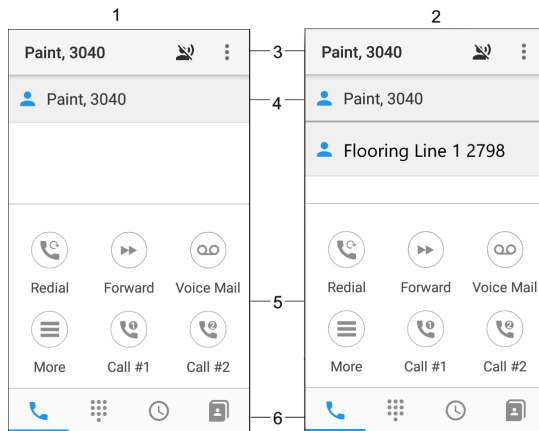 1
2
Paint, 3040
3
Paint, 3040
Paint, 3040
4
Paint, 3040
Flooring Line 1 2798
Redial Forward Voice Mail
5
Redial Forward Voice Mail
More Call #1 Call #2
More Call #1 Call #2
6